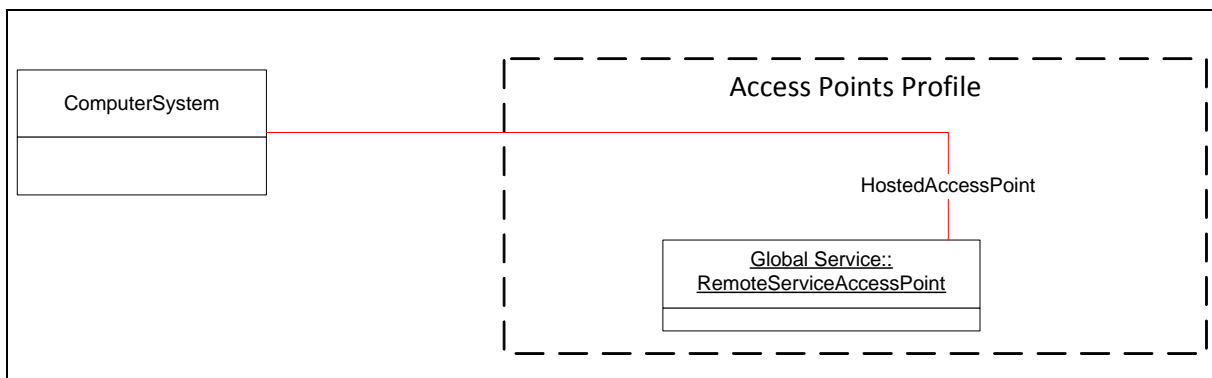 Access Points Profile
ComputerSystem
HostedAccessPoint
Global Service::
RemoteServiceAccessPoint